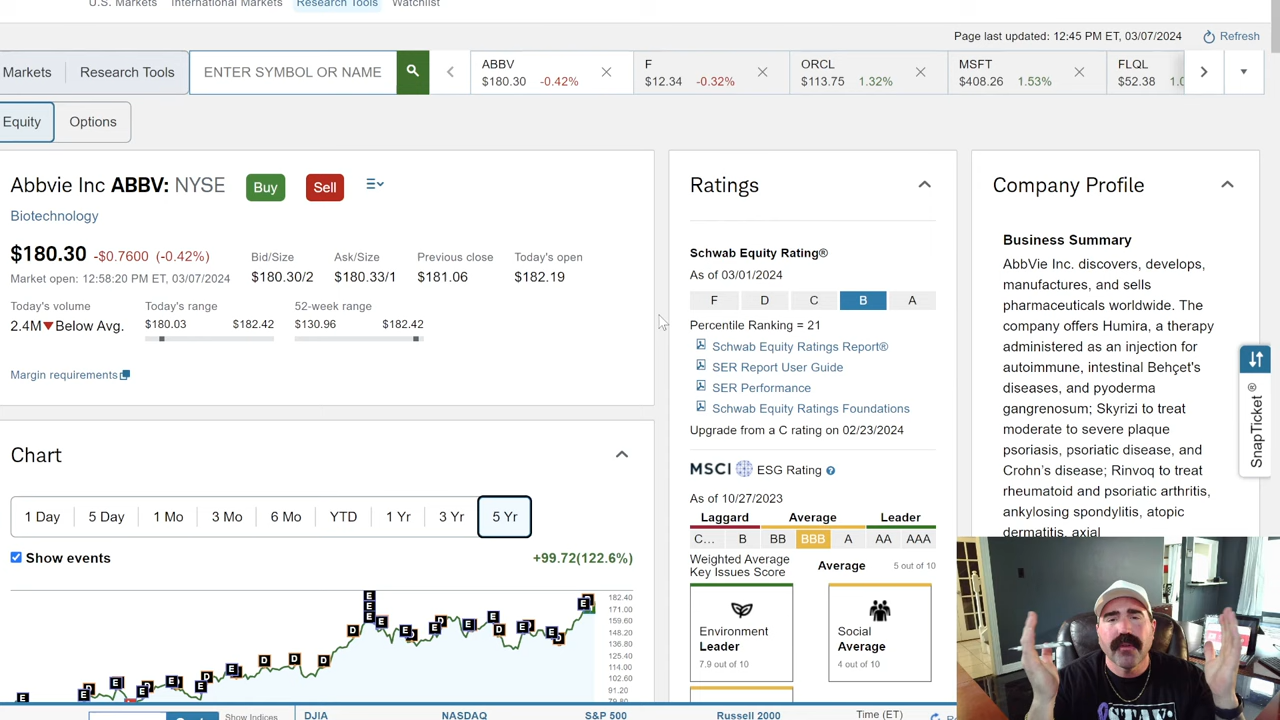 U.S. Markets International Markets Research Tools Watchlist
Page last updated: 12:45 PM ET, 03/07/2024 Refresh
Markets Research Tools ENTER SYMBOL OR NAME
ABBV
$180.30 -0.42%
F
$12.34 -0.32%
ORCL
$113.75 1.32%
MSFT
$408.26 1.53%
FLQL
$52.38
Equity Options
Abbvie Inc ABBV: NYSE Buy Sell
Biotechnology
$180.30 -$0.7600 (-0.42%)
Market open: 12:58:20 PM ET, 03/07/2024
Bid/Size
$180.30/2
Ask/Size
$180.33/1
Previous close
$181.06
Today's open
$182.19
Today's volume
2.4M Below Avg.
Today's range
$180.03 $182.42
52-week range
$130.96 $182.42
Margin requirements
Chart
1 Day 5 Day 1 Mo 3 Mo 6 Mo YTD 1 Yr 3 Yr 5 Yr
Show events +99.72(122.6%)
182.40
171.00
159.60
148.20
136.80
125.40
114.00
102.60
91.20
79.80
Ratings
Schwab Equity Rating®
As of 03/01/2024
F D C B A
Percentile Ranking = 21
Schwab Equity Ratings Report®
SER Report User Guide
SER Performance
Schwab Equity Ratings Foundations
Upgrade from a C rating on 02/23/2024
MSCI ESG Rating
As of 10/27/2023
Laggard Average Leader
C... B BB BBB A AA AAA
Weighted Average
Key Issues Score
Average 5 out of 10
Environment
Leader
7.9 out of 10
Social
Average
4 out of 10
Company Profile
Business Summary
AbbVie Inc. discovers, develops,
manufactures, and sells
pharmaceuticals worldwide. The
company offers Humira, a therapy
administered as an injection for
autoimmune, intestinal Behçet's
diseases, and pyoderma
gangrenosum; Skyrizi to treat
moderate to severe plaque
psoriasis, psoriatic disease, and
Crohn's disease; Rinvoq to treat
rheumatoid and psoriatic arthritis,
ankylosing spondylitis, atopic
dermatitis, axial
SnapTicket®
Show Indices DJIA NASDAQ S&P 500 Russell 2000 Time (ET)